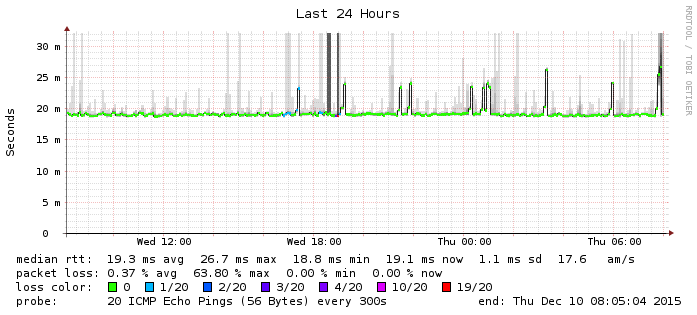 Last 24 Hours
RRDTOOL / TOBI OETIKER
Seconds
30 m
25 m
20 m
15 m
10 m
5 m
0
Wed 12:00 Wed 18:00 Thu 00:00 Thu 06:00
median rtt: 19.3 ms avg 26.7 ms max 18.8 ms min 19.1 ms now 1.1 ms sd 17.6 am/s
packet loss: 0.37 % avg 63.80 % max 0.00 % min 0.00 % now
loss color: 0 1/20 2/20 3/20 4/20 10/20 19/20
probe: 20 ICMP Echo Pings (56 Bytes) every 300s end: Thu Dec 10 08:05:04 2015